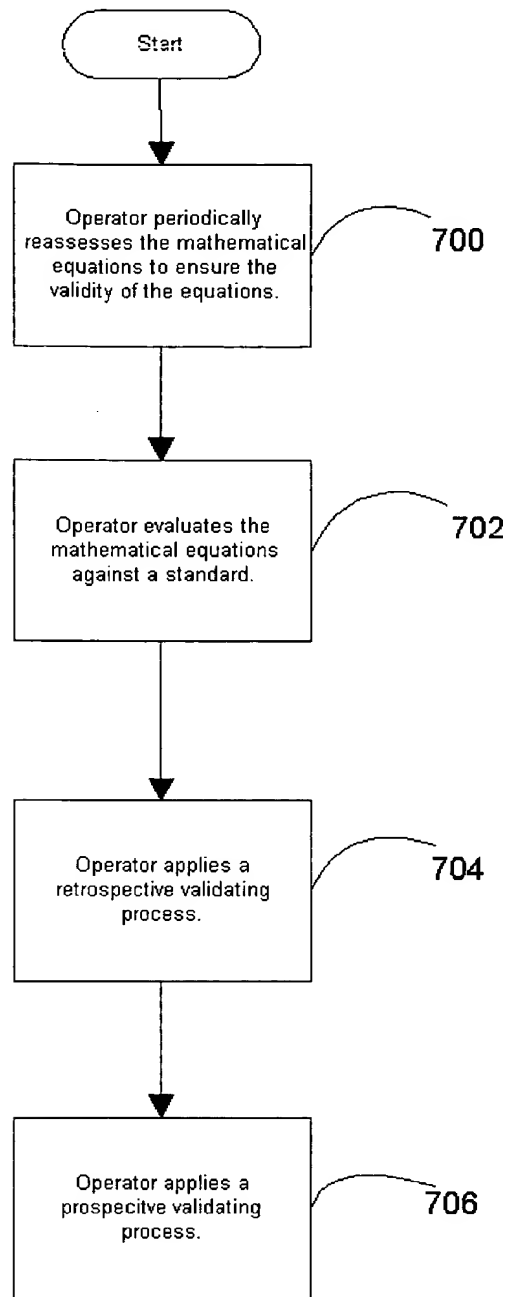 Start
Operator periodically
reassesses the mathematical
equations to ensure the
validity of the equations.
700
Operator evaluates the
mathematical equations
against a standard.
702
Operator applies a
retrospective validating
process.
704
Operator applies a
prospecitve validating
process.
706